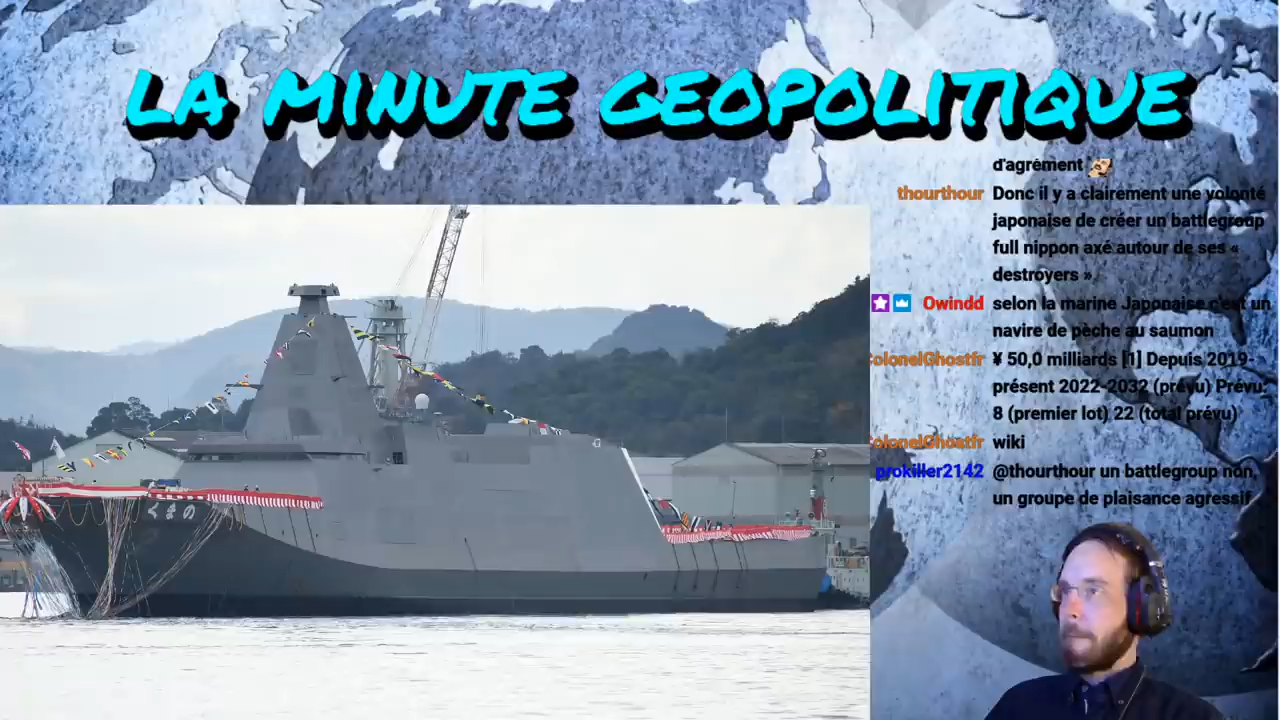 LA MINUTE GEOPOLITIQUE
d'agrément
thourthour Donc il y a clairement une volonté
japonaise de créer un battlegroup
full nippon axé autour de ses «
destroyers ».
Owindd selon la marine Japonaise c'est un
navire de pèche au saumon
ColonelGhostfr ¥ 50,0 milliards [1] Depuis 2019-
présent 2022-2032 (prévu) Prévu:
8 (premier lot) 22 (total prévu)
ColonelGhostfr wiki
prokiller2142 @thourthour un battlegroup non,
un groupe de plaisance agressif
くまの